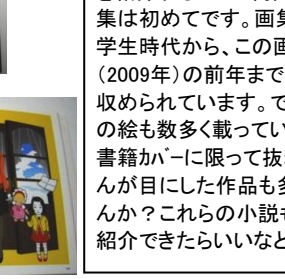 集は初めてです。画集
学生時代から、この画
（2009年）の前年まで
収められています。で
の絵も数多く載ってい
書籍ｶﾊﾞｰに限って抜
んが目にした作品も多
んか？これらの小説も
紹介できたらいいなと